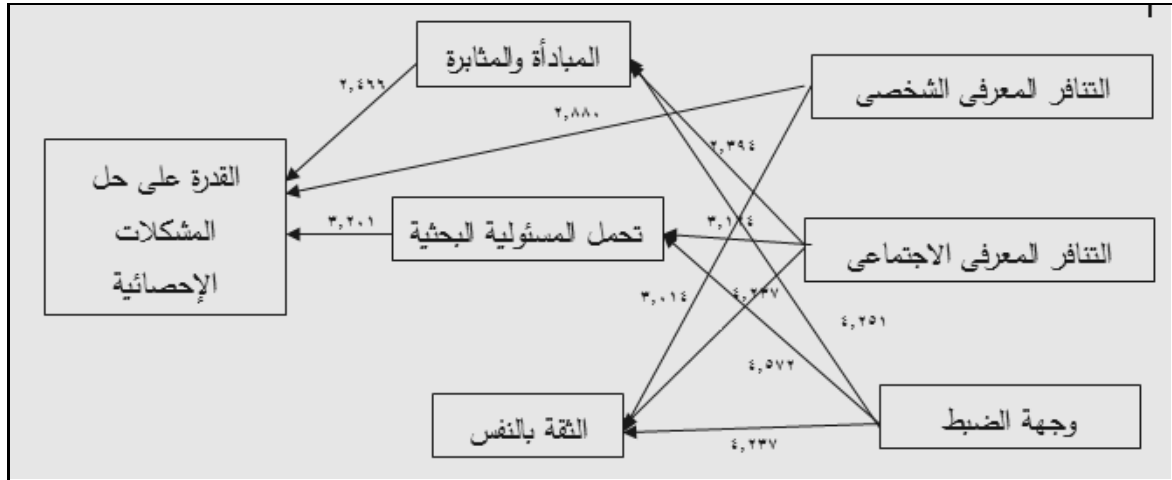 المبادأة والمثابرة
التنافر المعرفى الشخصى
٢,٤٦٦
٢,٨٨٠
٢,٣٩٤
القدرة على حل
المشكلات
الإحصائية
تحمل المسئولية البحثية
٣,٢٠١
التنافر المعرفى الاجتماعى
٣,٠١٤
٤,٢٣٧
٤,٢٥١
٤,٥٧٢
الثقة بالنفس
وجهة الضبط
٤,٢٣٧